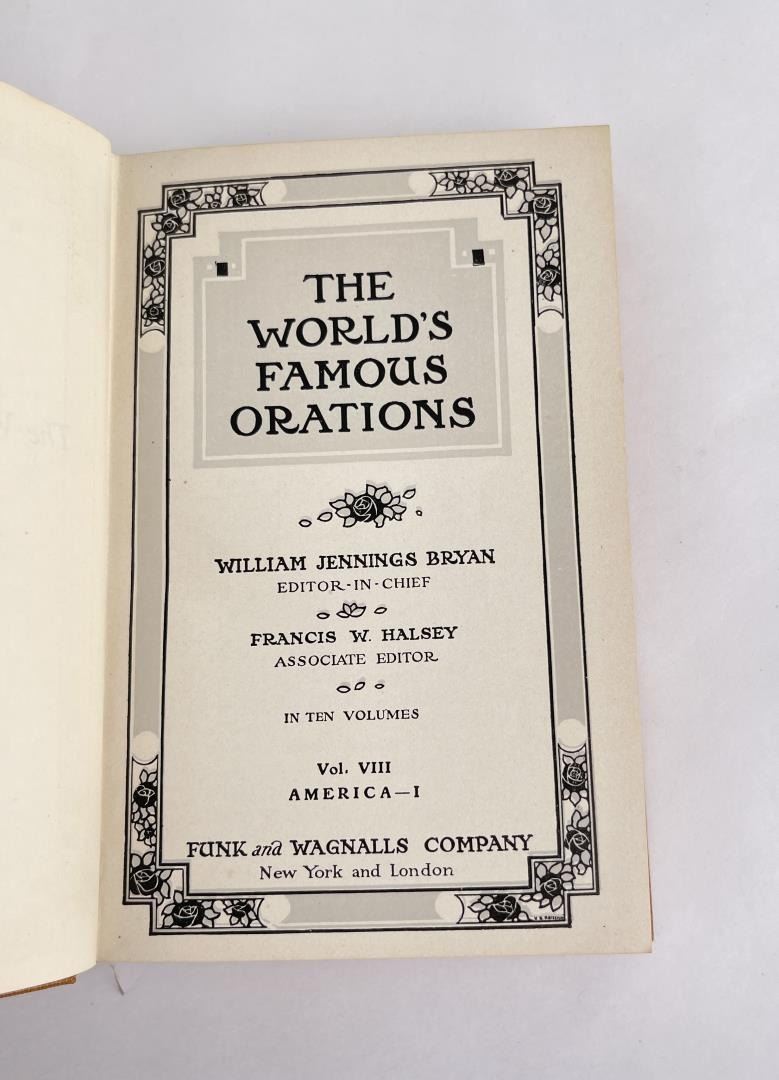 THE
WORLD'S
FAMOUS
ORATIONS
WILLIAM JENNINGS BRYAN
EDITOR-IN-CHIEF
FRANCIS W. HALSEY
ASSOCIATE EDITOR
IN TEN VOLUMES
Vol. VIII
AMERICA—I
FUNK and WAGNALLS COMPANY
New York and London